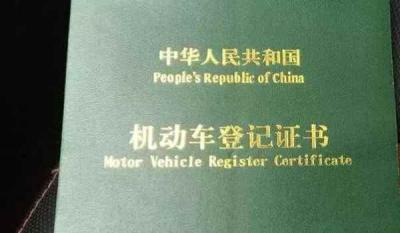 中华人民共和国
People's Republic of China
机动车登记证书
Motor Vehicle Register Certificate